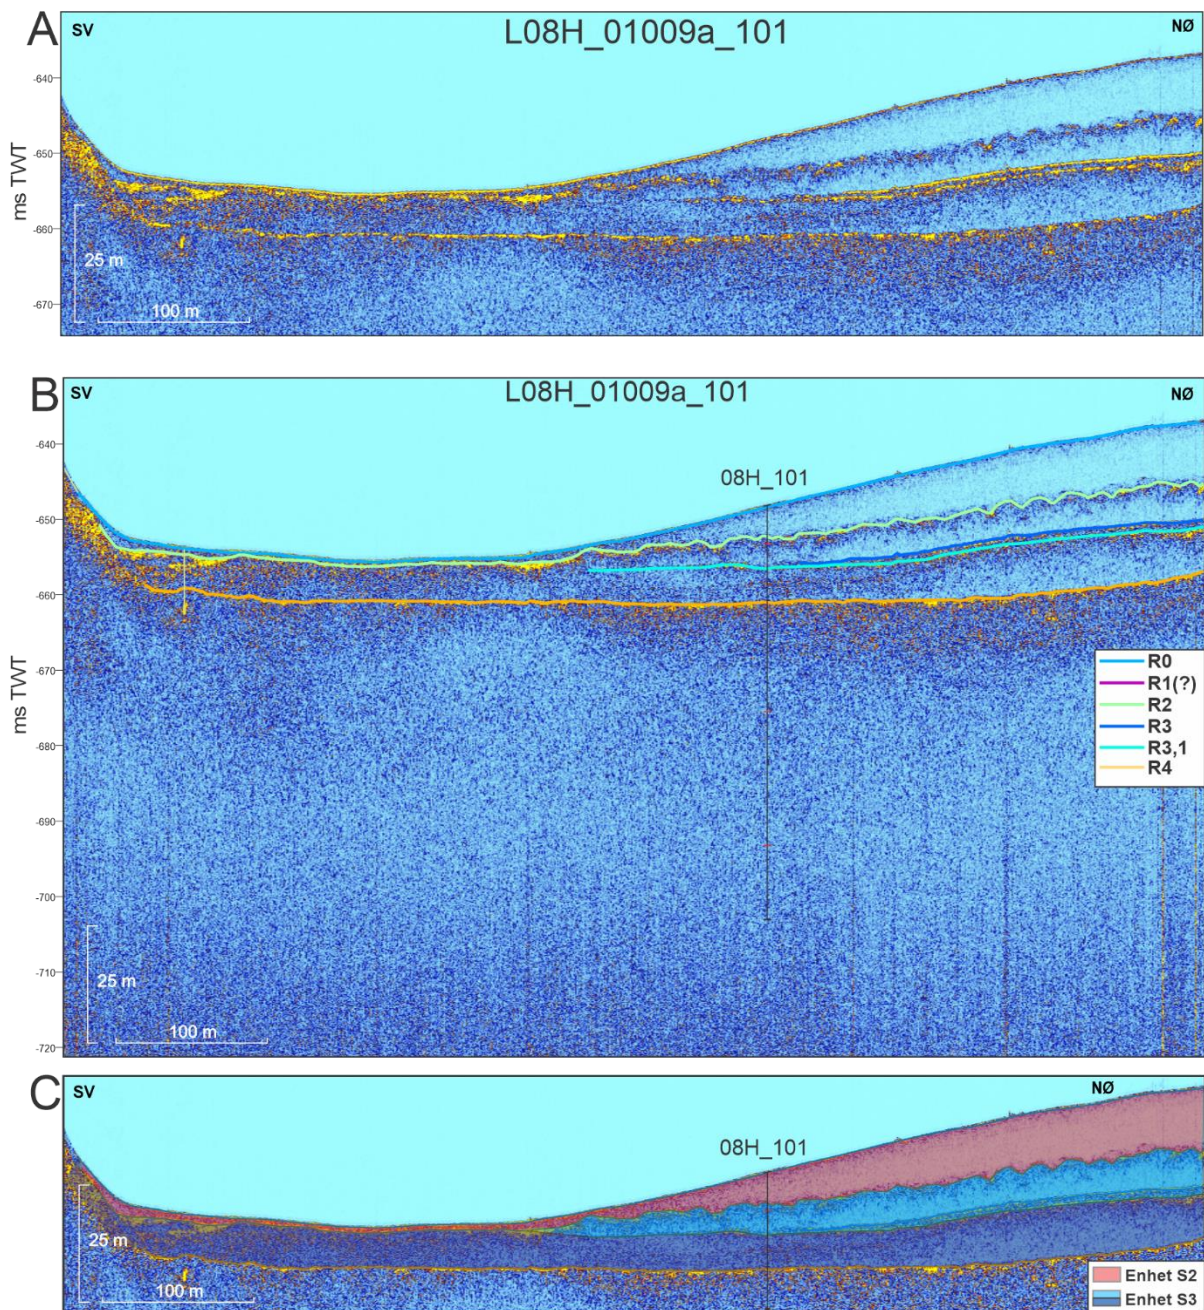 A
SV
L08H_01009a_101
NØ
-640
-650
-660
-670
ms TWT
25 m
100 m
B
SV
L08H_01009a_101
NØ
08H_101
-640
-650
-660
-670
-680
-690
-700
-710
-720
ms TWT
R0
R1(?)
R2
R3
R3,1
R4
25 m
100 m
C
SV
NØ
08H_101
25 m
100 m
Enhet S2
Enhet S3